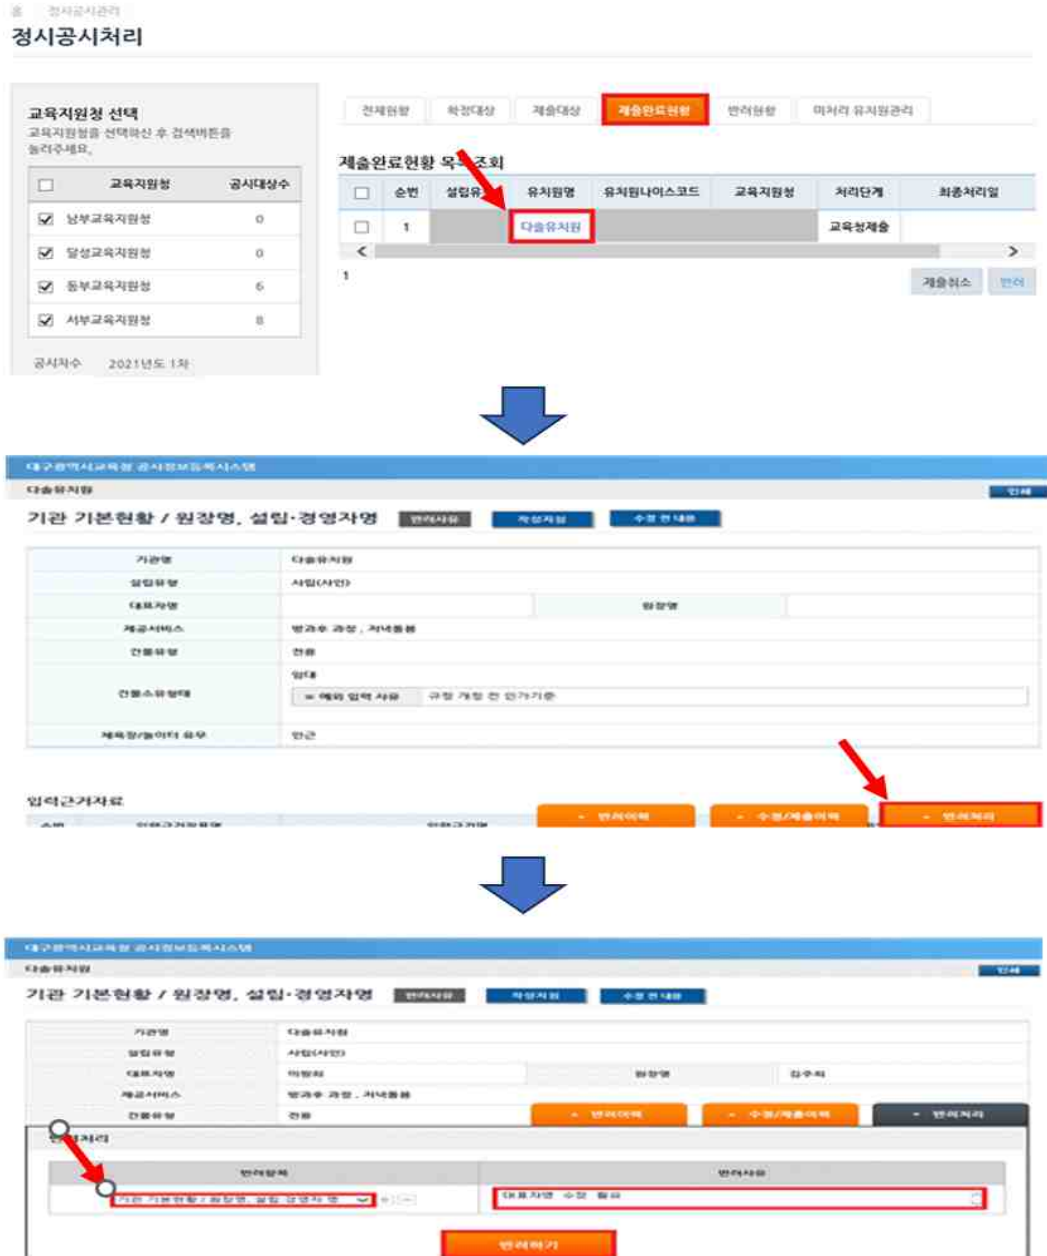 홈 정시공시관리
정시공시처리
교육지원청 선택
교육지원청을 선택하신 후 검색버튼을
눌러주세요.
교육지원청 공시대상수
남부교육지원청 0
달성교육지원청 0
동부교육지원청 6
서부교육지원청 8
공시차수 2021년도 1차
전체현황 확정대상 제출대상 제출완료현황 반려현황 미처리 유치원관리
제출완료현황 목록조회
순번 설립유 유치원명 유치원나이스코드 교육지원청 처리단계 최종처리일
1 다솔유치원 교육청제출
1
제출취소 반려
대구광역시교육청 공시정보등록시스템
다솔유치원 인쇄
기관 기본현황 / 원장명, 설립·경영자명 반려사유 작성지침 수정 전 내용
기관명 다솔유치원
설립유형 사립(사인)
대표자명 원장명
제공서비스 방과후 과정 , 저녁돌봄
건물유형 전용
건물소유형태 임대
= 예외 입력 사유 규정 개정 전 인가기준
체육장/놀이터 유무 인근
입력근거자료
순번 입력근거
반려이력 수정/제출이력 반려처리
대구광역시교육청 공시정보등록시스템
다솔유치원 인쇄
기관 기본현황 / 원장명, 설립·경영자명 반려사유 작성지침 수정 전 내용
기관명 다솔유치원
설립유형 사립(사인)
대표자명 원장명
제공서비스 방과후 과정 , 저녁돌봄
건물유형 전용
반려이력 수정/제출이력 반려처리
반려처리
반려항목 반려사유
기관 기본현황 / 원장명, 설립·경영자 명 대표자명 수정 필요
반려하기